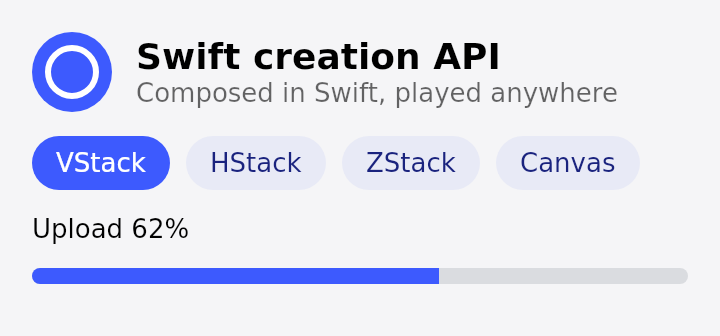 Swift creation API
Composed in Swift, played anywhere
VStack HStack ZStack Canvas
Upload 62%